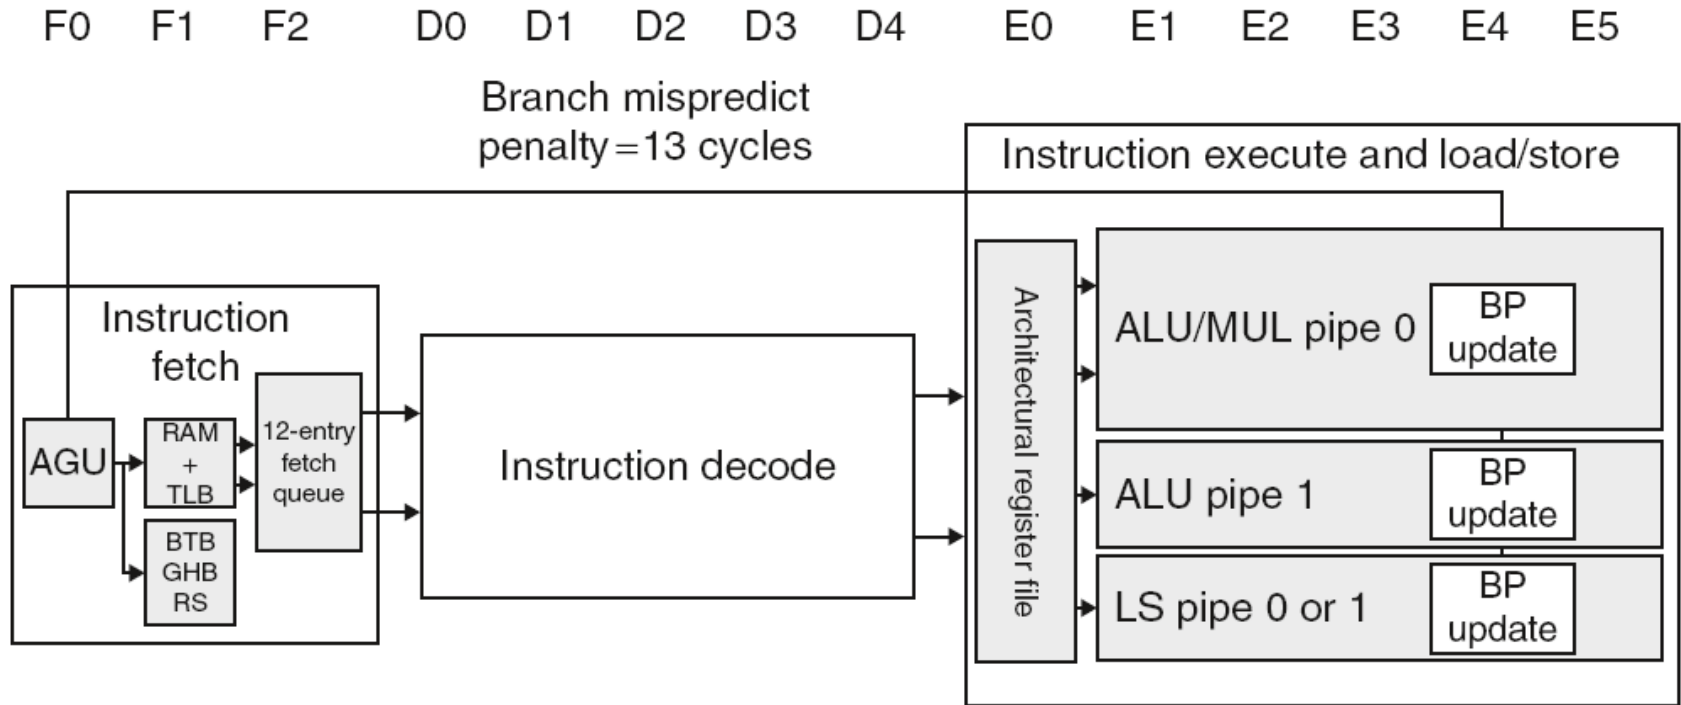 F0 F1 F2 D0 D1 D2 D3 D4 E0 E1 E2 E3 E4 E5
Branch mispredict
penalty=13 cycles
Instruction execute and load/store
Instruction
fetch
AGU
RAM
+
TLB
BTB
GHB
RS
12-entry
fetch
queue
Instruction decode
Architectural register file
ALU/MUL pipe 0
BP
update
ALU pipe 1
BP
update
LS pipe 0 or 1
BP
update